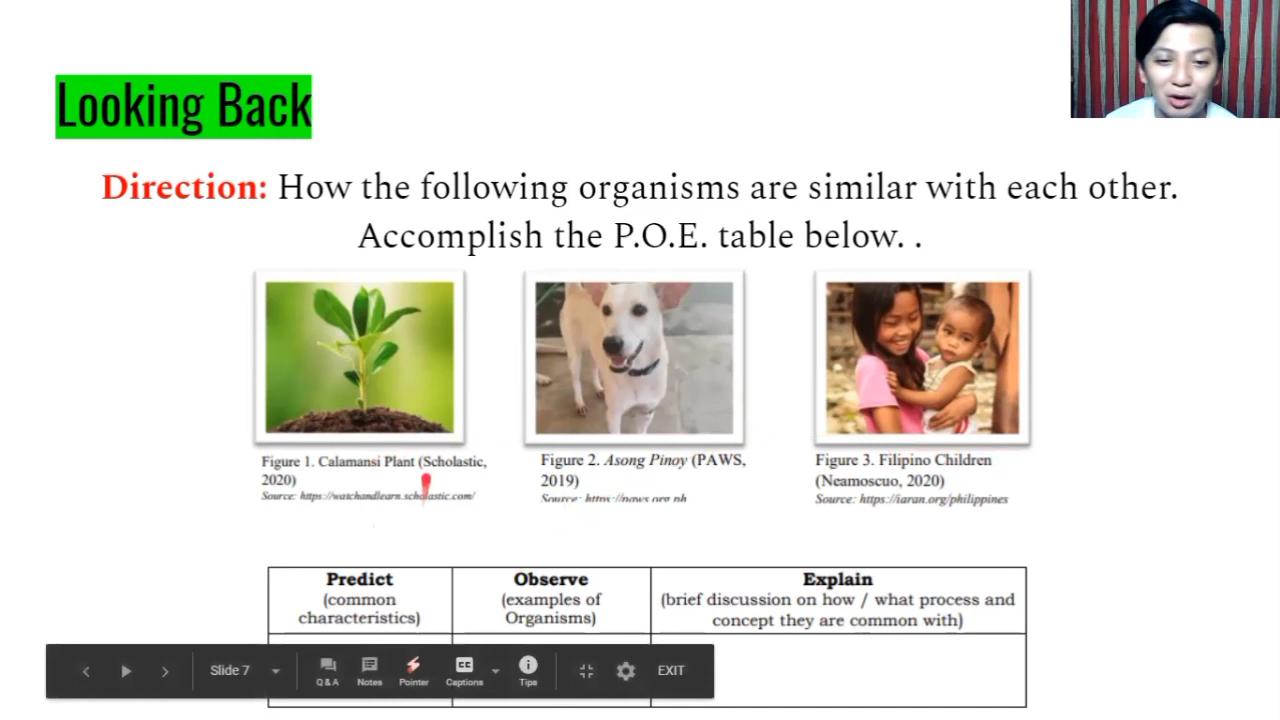 Looking Back
Direction: How the following organisms are similar with each other.
Accomplish the P.O.E. table below. .
Figure 1. Calamansi Plant (Scholastic,
2020)
Source: https://watchandlearn.scholastic.com/
Figure 2. Asong Pinoy (PAWS,
2019)
Source: https://paws.org.ph
Figure 3. Filipino Children
(Neamoscuo, 2020)
Source: https://iaran.org/philippines
Predict
(common
characteristics)
Observe
(examples of
Organisms)
Explain
(brief discussion on how / what process and
concept they are common with)
Slide 7
Q & A
Notes
Pointer
CC
Captions
Tips
EXIT